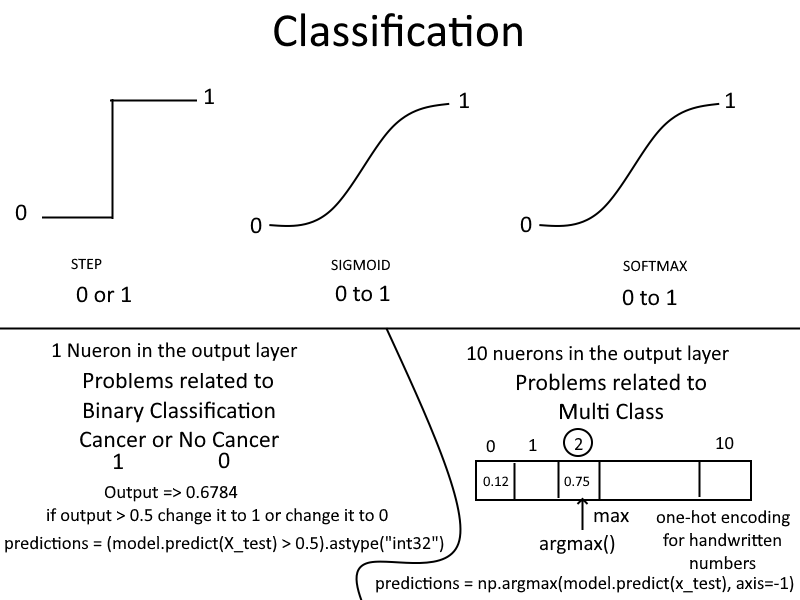 Classification
1
0
STEP
0 or 1
1
0
SIGMOID
0 to 1
1
0
SOFTMAX
0 to 1
1 Nueron in the output layer
Problems related to
Binary Classification
Cancer or No Cancer
1 0
Output => 0.6784
if output > 0.5 change it to 1 or change it to 0
predictions = (model.predict(X_test) > 0.5).astype("int32")
10 nuerons in the output layer
Problems related to
Multi Class
0 1 2 10
0.12 0.75
max
argmax()
one-hot encoding
for handwritten
numbers
predictions = np.argmax(model.predict(x_test), axis=-1)